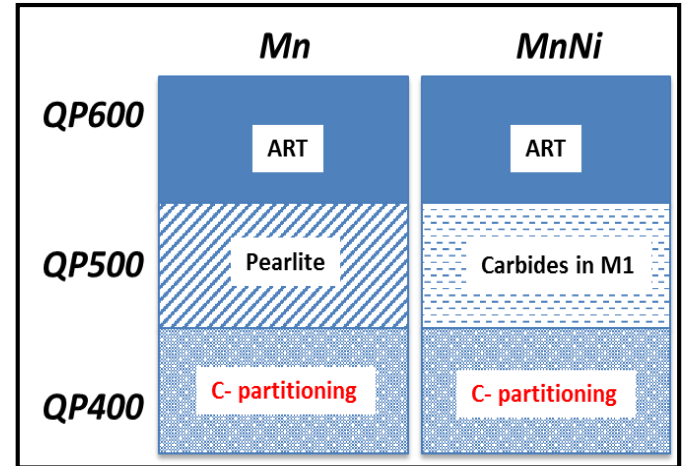 Mn MnNi
QP600
ART ART
QP500
Pearlite Carbides in M1
QP400
C- partitioning C- partitioning